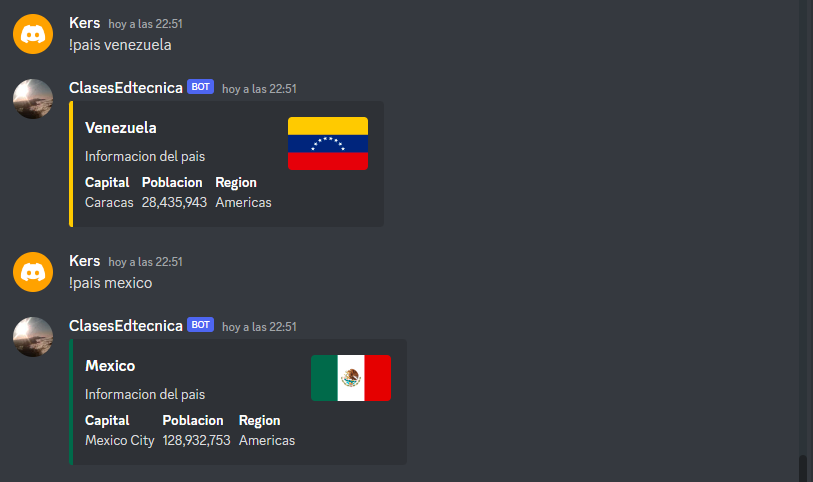 Kers hoy a las 22:51
!pais venezuela
ClasesEdtecnica BOT hoy a las 22:51
Venezuela
Informacion del pais
Capital Poblacion Region
Caracas 28,435,943 Americas
Kers hoy a las 22:51
!pais mexico
ClasesEdtecnica BOT hoy a las 22:51
Mexico
Informacion del pais
Capital Poblacion Region
Mexico City 128,932,753 Americas